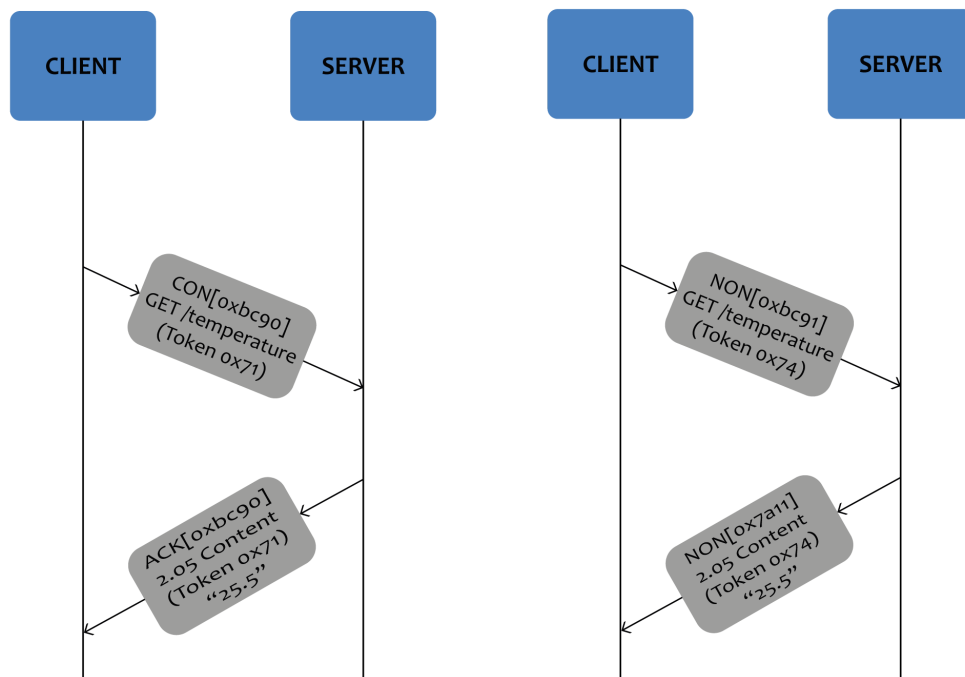 CLIENT
SERVER
CON[0xbc90]
GET /temperature
(Token 0x71)
ACK[0xbc90]
2.05 Content
(Token 0x71)
“25.5”
CLIENT
SERVER
NON[0xbc91]
GET /temperature
(Token 0x74)
NON[0x7a11]
2.05 Content
(Token 0x74)
“25.5”